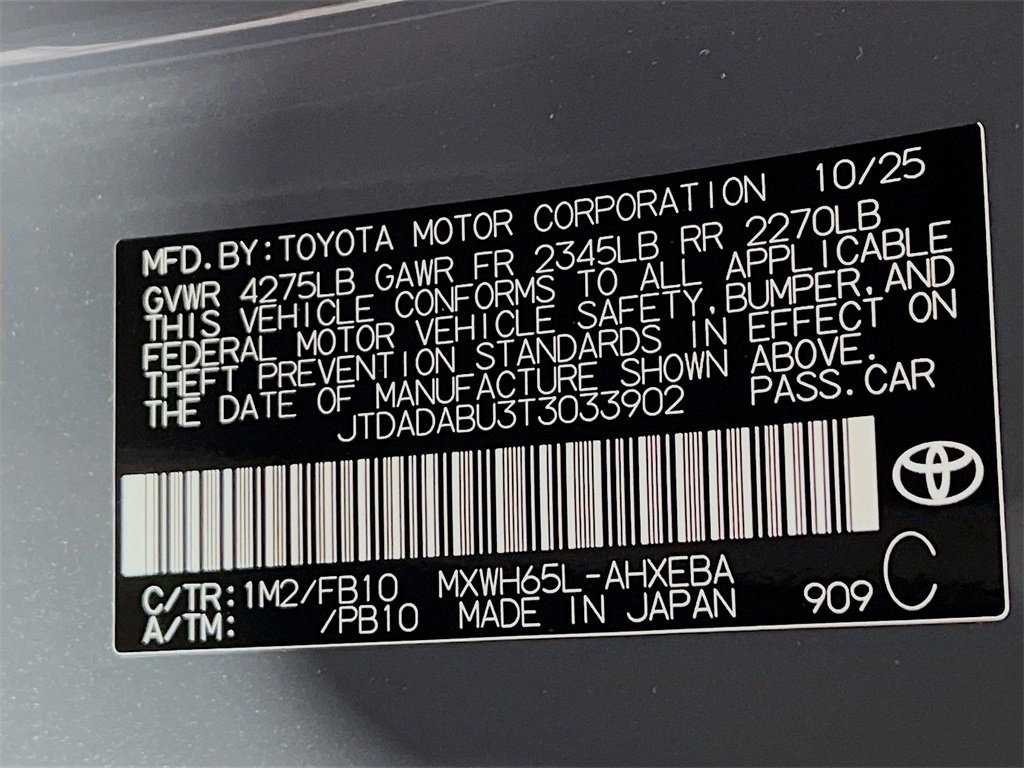 MFD. BY: TOYOTA MOTOR CORPORATION 10/25
GVWR 4275LB GAWR FR 2345LB RR 2270LB
THIS VEHICLE CONFORMS TO ALL APPLICABLE
FEDERAL MOTOR VEHICLE SAFETY, BUMPER, AND
THEFT PREVENTION STANDARDS IN EFFECT ON
THE DATE OF MANUFACTURE SHOWN ABOVE.
JTDADABU3T3033902 PASS. CAR
C/TR: 1M2/FB10 MXWH65L-AHXEBA
A/TM: /PB10 MADE IN JAPAN 909 C